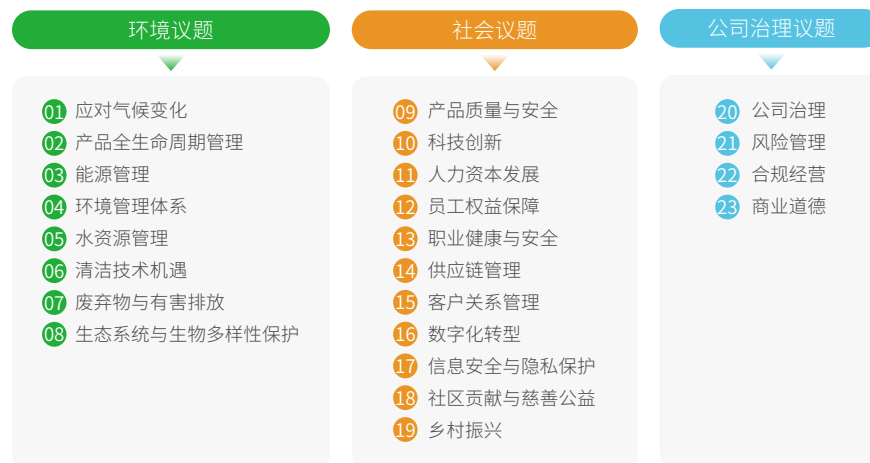 环境议题
01 应对气候变化
02 产品全生命周期管理
03 能源管理
04 环境管理体系
05 水资源管理
06 清洁技术机遇
07 废弃物与有害排放
08 生态系统与生物多样性保护
社会议题
09 产品质量与安全
10 科技创新
11 人力资本发展
12 员工权益保障
13 职业健康与安全
14 供应链管理
15 客户关系管理
16 数字化转型
17 信息安全与隐私保护
18 社区贡献与慈善公益
19 乡村振兴
公司治理议题
20 公司治理
21 风险管理
22 合规经营
23 商业道德